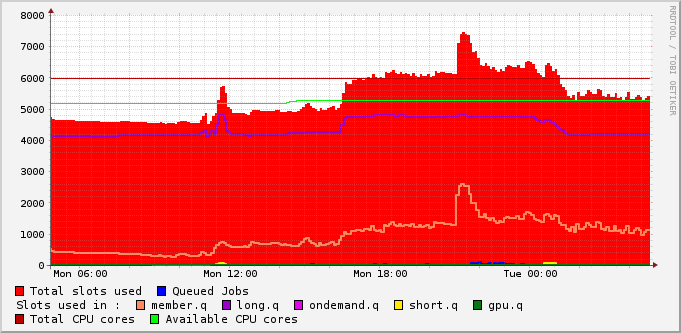 8000
7000
6000
5000
4000
3000
2000
1000
0
Mon 06:00 Mon 12:00 Mon 18:00 Tue 00:00
RRDTOOL / TOBI OETIKER
Total slots used Queued Jobs
Slots used in : member.q long.q ondemand.q short.q gpu.q
Total CPU cores Available CPU cores